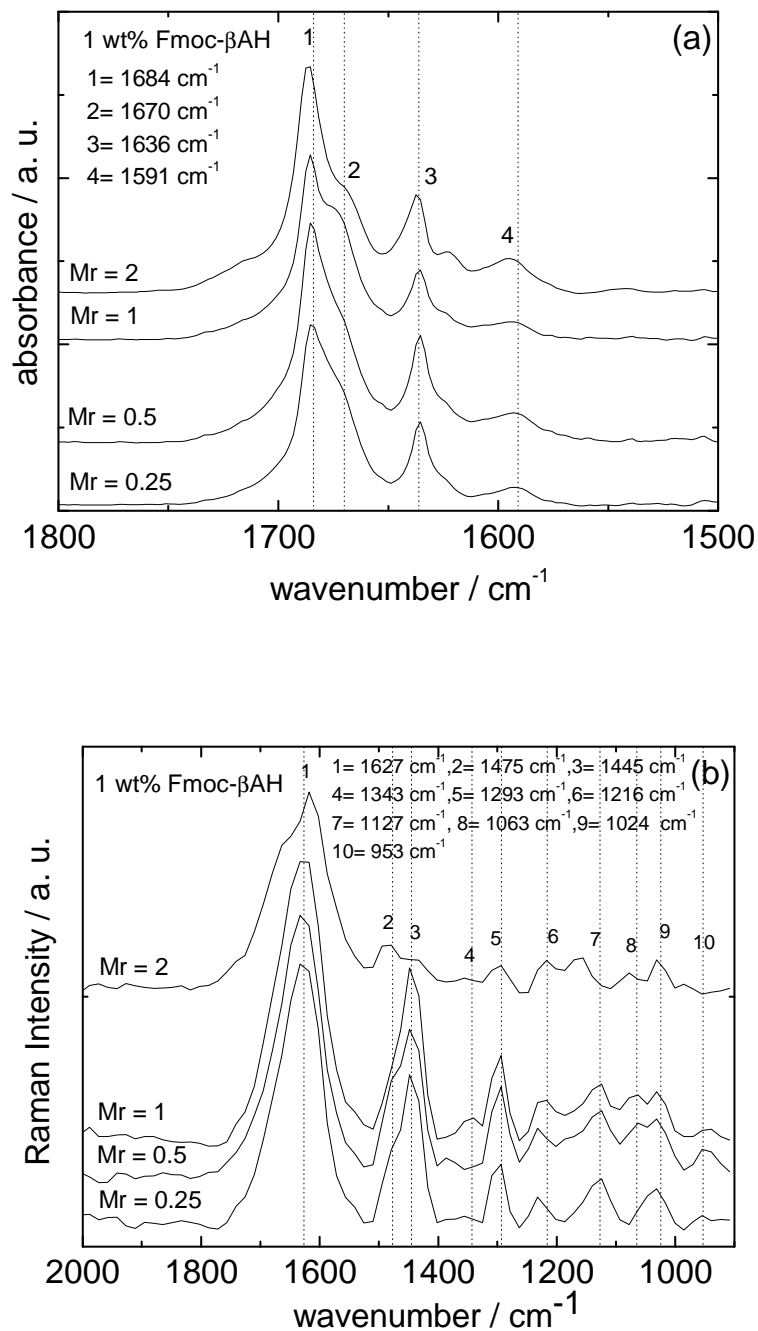 1 wt% Fmoc-βAH
1
(a)
1= 1684 cm⁻¹
2= 1670 cm⁻¹
3= 1636 cm⁻¹
4= 1591 cm⁻¹
2
3
4
Mr = 2
Mr = 1
Mr = 0.5
Mr = 0.25
absorbance / a. u.
1800 1700 1600 1500
wavenumber / cm⁻¹
1 wt% Fmoc-βAH
1
1= 1627 cm⁻¹,2= 1475 cm⁻¹,3= 1445 cm⁻¹
(b)
4= 1343 cm⁻¹,5= 1293 cm⁻¹,6= 1216 cm⁻¹
7= 1127 cm⁻¹, 8= 1063 cm⁻¹,9= 1024 cm⁻¹
10= 953 cm⁻¹
2 3 4 5 6 7 8 9 10
Mr = 2
Mr = 1
Mr = 0.5
Mr = 0.25
Raman Intensity / a. u.
2000 1800 1600 1400 1200 1000
wavenumber / cm⁻¹